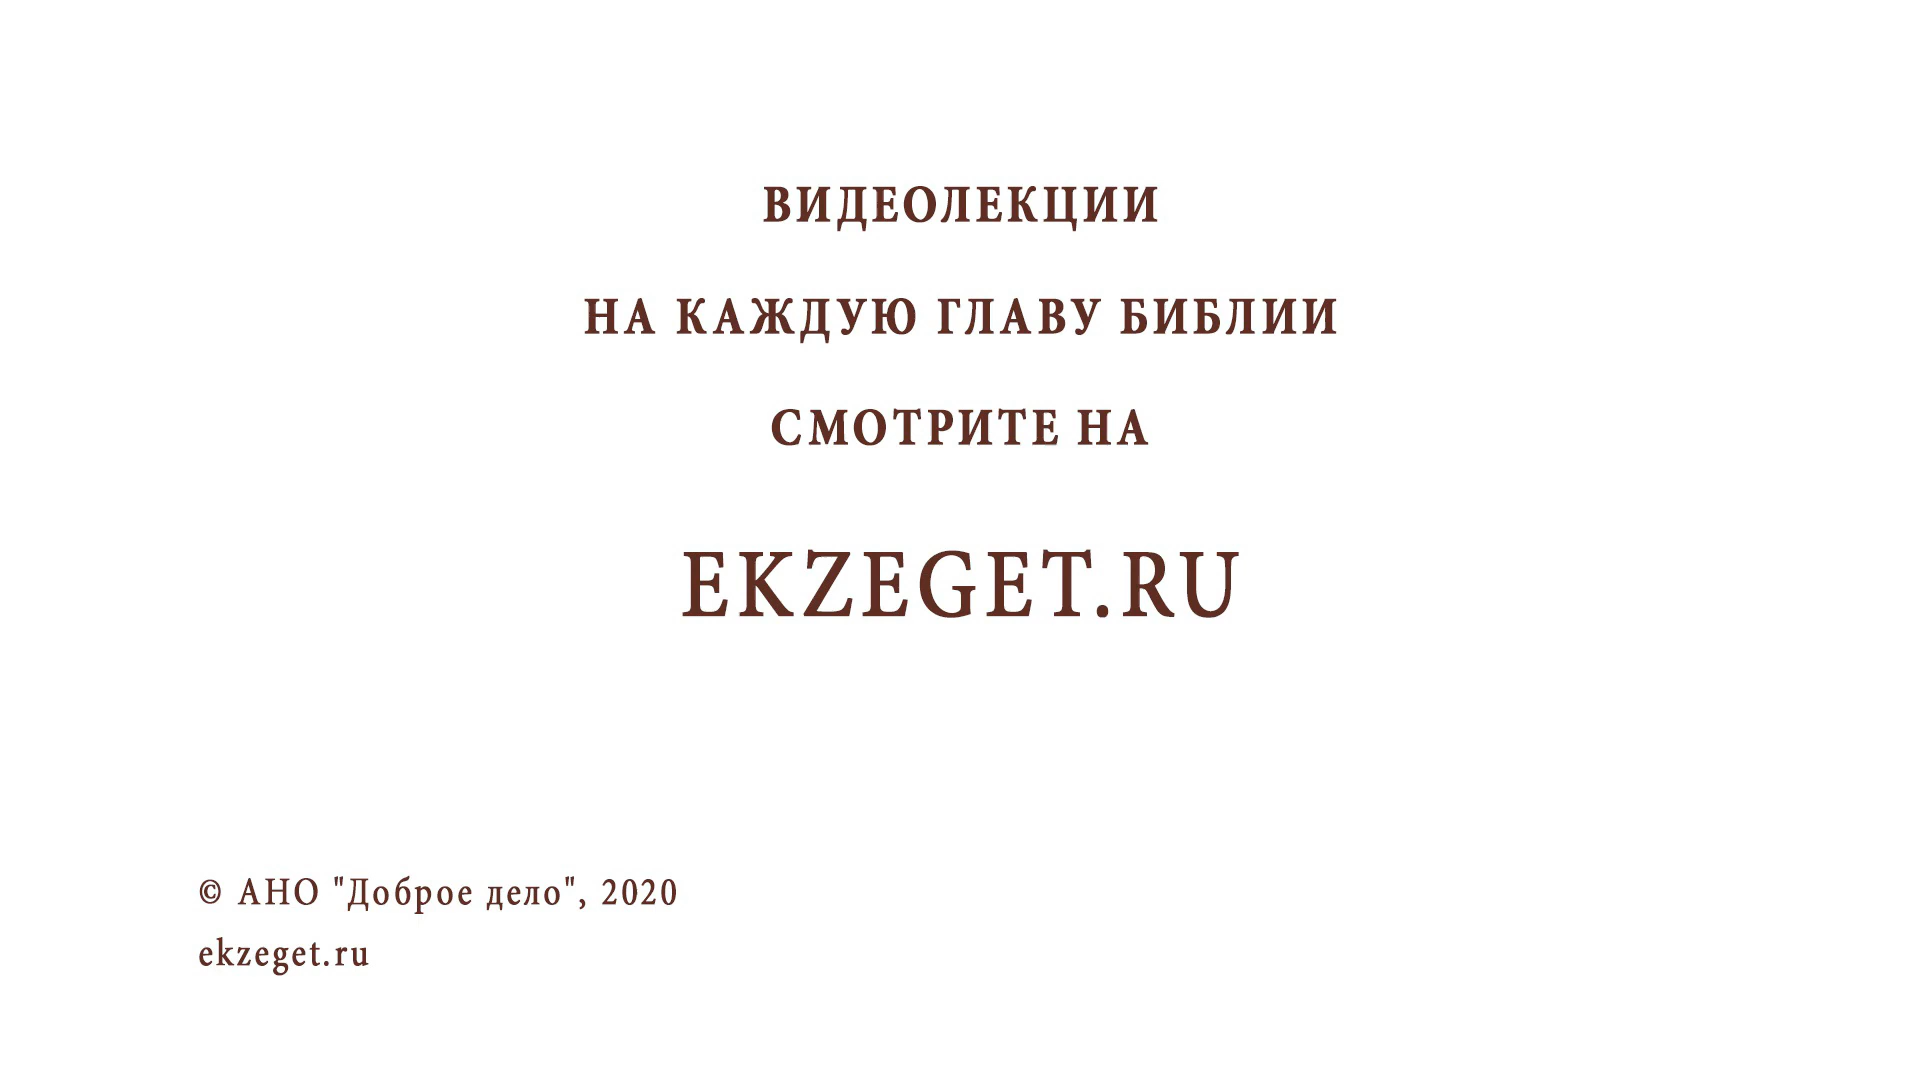 ВИДЕОЛЕКЦИИ
НА КАЖДУЮ ГЛАВУ БИБЛИИ
СМОТРИТЕ НА
EKZEGET.RU
© АНО "Доброе дело", 2020
ekzeget.ru